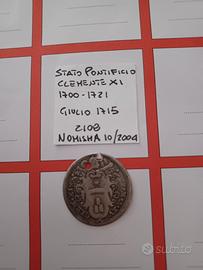 STATO PONTIFICIO
CLEMENTE XI
1700-1721
GIULIO 1715
2108
NOMISMA 10/2004
subito